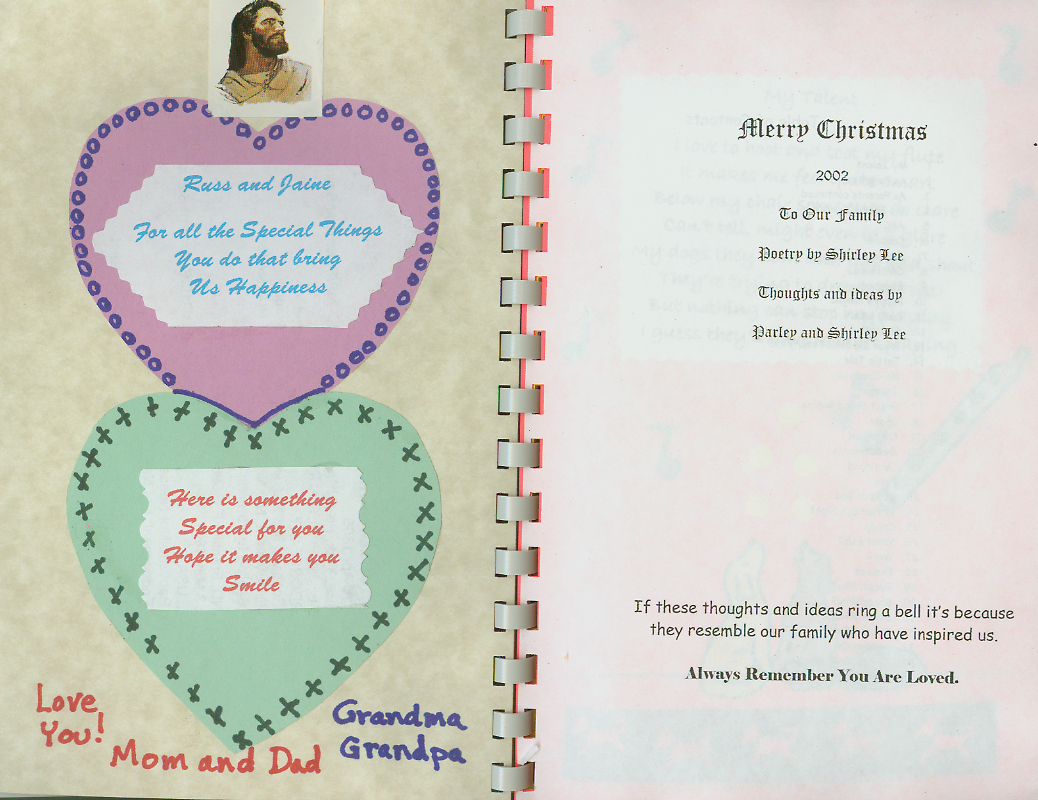 Russ and Jaine
For all the Special Things
You do that bring
Us Happiness
Here is something
Special for you
Hope it makes you
Smile
Love
You!
Mom and Dad
Grandma
Grandpa
Merry Christmas
2002
To Our Family
Poetry by Shirley Lee
Thoughts and ideas by
Parley and Shirley Lee
If these thoughts and ideas ring a bell it's because
they resemble our family who have inspired us.
Always Remember You Are Loved.